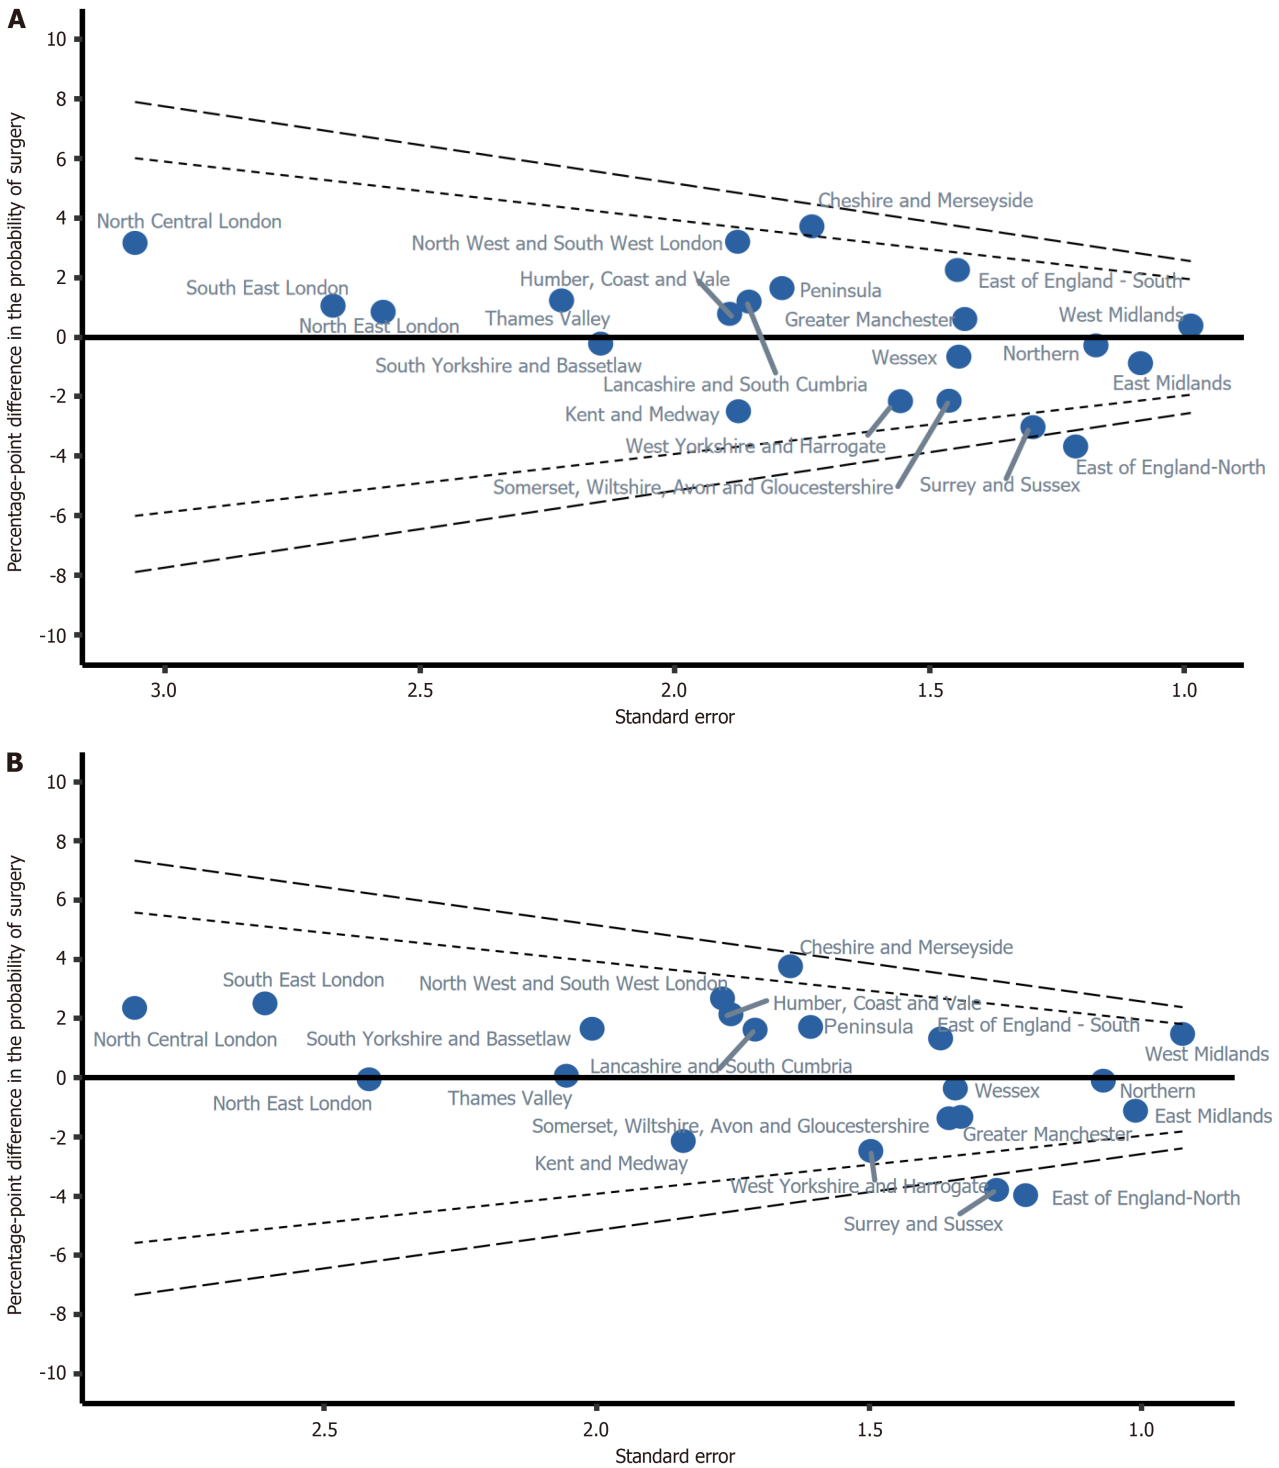 A
Percentage-point difference in the probability of surgery
10
8
6
4
2
0
-2
-4
-6
-8
-10
Cheshire and Merseyside
North Central London
North West and South West London
Humber, Coast and Vale
East of England - South
South East London
Peninsula
West Midlands
Thames Valley
Greater Manchester
North East London
Northern
Wessex
South Yorkshire and Bassetlaw
Lancashire and South Cumbria
East Midlands
Kent and Medway
West Yorkshire and Harrogate
East of England-North
Somerset, Wiltshire, Avon and Gloucestershire
Surrey and Sussex
3.0
2.5
2.0
1.5
1.0
Standard error
B
Percentage-point difference in the probability of surgery
10
8
6
4
2
0
-2
-4
-6
-8
-10
Cheshire and Merseyside
South East London
North West and South West London
Humber, Coast and Vale
Peninsula
East of England - South
North Central London
South Yorkshire and Bassetlaw
West Midlands
Lancashire and South Cumbria
Wessex
Northern
North East London
Thames Valley
East Midlands
Somerset, Wiltshire, Avon and Gloucestershire
Greater Manchester
Kent and Medway
West Yorkshire and Harrogate
East of England-North
Surrey and Sussex
2.5
2.0
1.5
1.0
Standard error